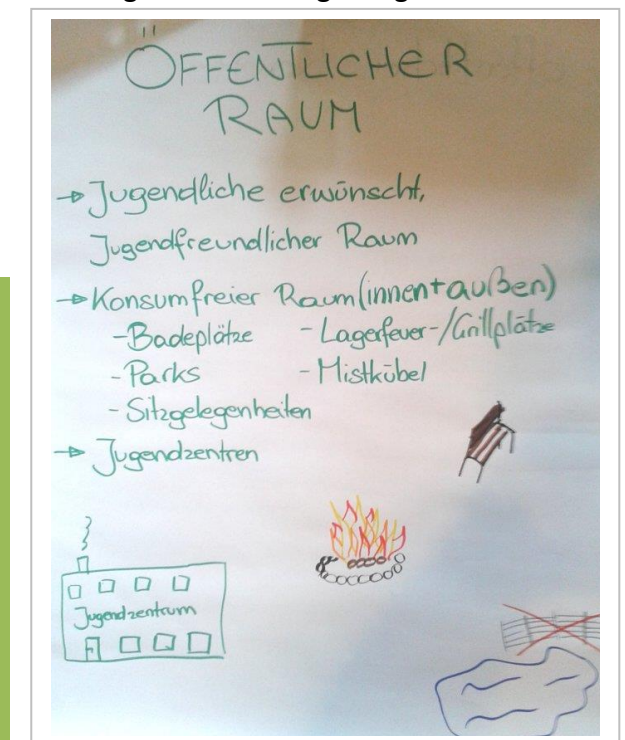 ÖFFENTLICHER
RAUM
→ Jugendliche erwünscht,
Jugendfreundlicher Raum
→ Konsumfreier Raum (innen + außen)
- Badeplätze - Lagerfeuer-/Grillplätze
- Parks - Mistkübel
- Sitzgelegenheiten
→ Jugendzentren
Jugendzentrum